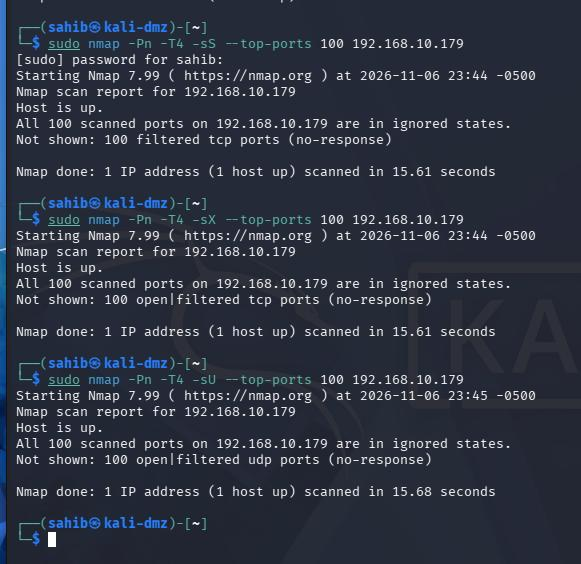 ┌──(sahib㉿kali-dmz)-[~]
└─$ sudo nmap -Pn -T4 -sS --top-ports 100 192.168.10.179
[sudo] password for sahib:
Starting Nmap 7.99 ( https://nmap.org ) at 2026-11-06 23:44 -0500
Nmap scan report for 192.168.10.179
Host is up.
All 100 scanned ports on 192.168.10.179 are in ignored states.
Not shown: 100 filtered tcp ports (no-response)
Nmap done: 1 IP address (1 host up) scanned in 15.61 seconds
┌──(sahib㉿kali-dmz)-[~]
└─$ sudo nmap -Pn -T4 -sX --top-ports 100 192.168.10.179
Starting Nmap 7.99 ( https://nmap.org ) at 2026-11-06 23:44 -0500
Nmap scan report for 192.168.10.179
Host is up.
All 100 scanned ports on 192.168.10.179 are in ignored states.
Not shown: 100 open|filtered tcp ports (no-response)
Nmap done: 1 IP address (1 host up) scanned in 15.61 seconds
┌──(sahib㉿kali-dmz)-[~]
└─$ sudo nmap -Pn -T4 -sU --top-ports 100 192.168.10.179
Starting Nmap 7.99 ( https://nmap.org ) at 2026-11-06 23:45 -0500
Nmap scan report for 192.168.10.179
Host is up.
All 100 scanned ports on 192.168.10.179 are in ignored states.
Not shown: 100 open|filtered udp ports (no-response)
Nmap done: 1 IP address (1 host up) scanned in 15.68 seconds
┌──(sahib㉿kali-dmz)-[~]
└─$
KA